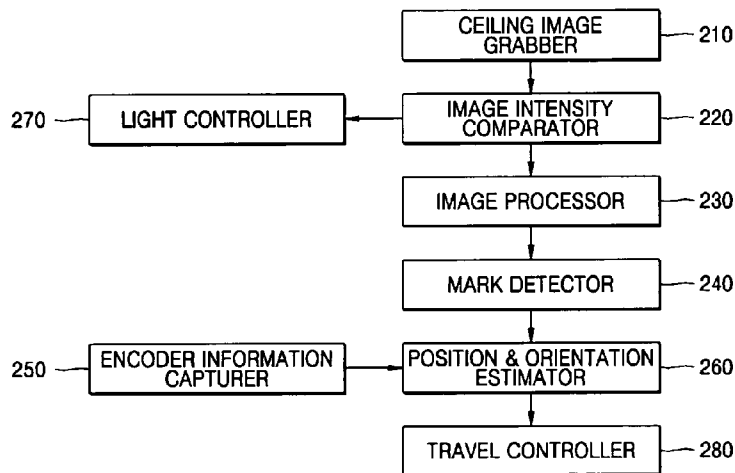 CEILING IMAGE
GRABBER
210
270
LIGHT CONTROLLER
IMAGE INTENSITY
COMPARATOR
220
IMAGE PROCESSOR
230
MARK DETECTOR
240
250
ENCODER INFORMATION
CAPTURER
POSITION & ORIENTATION
ESTIMATOR
260
TRAVEL CONTROLLER
280